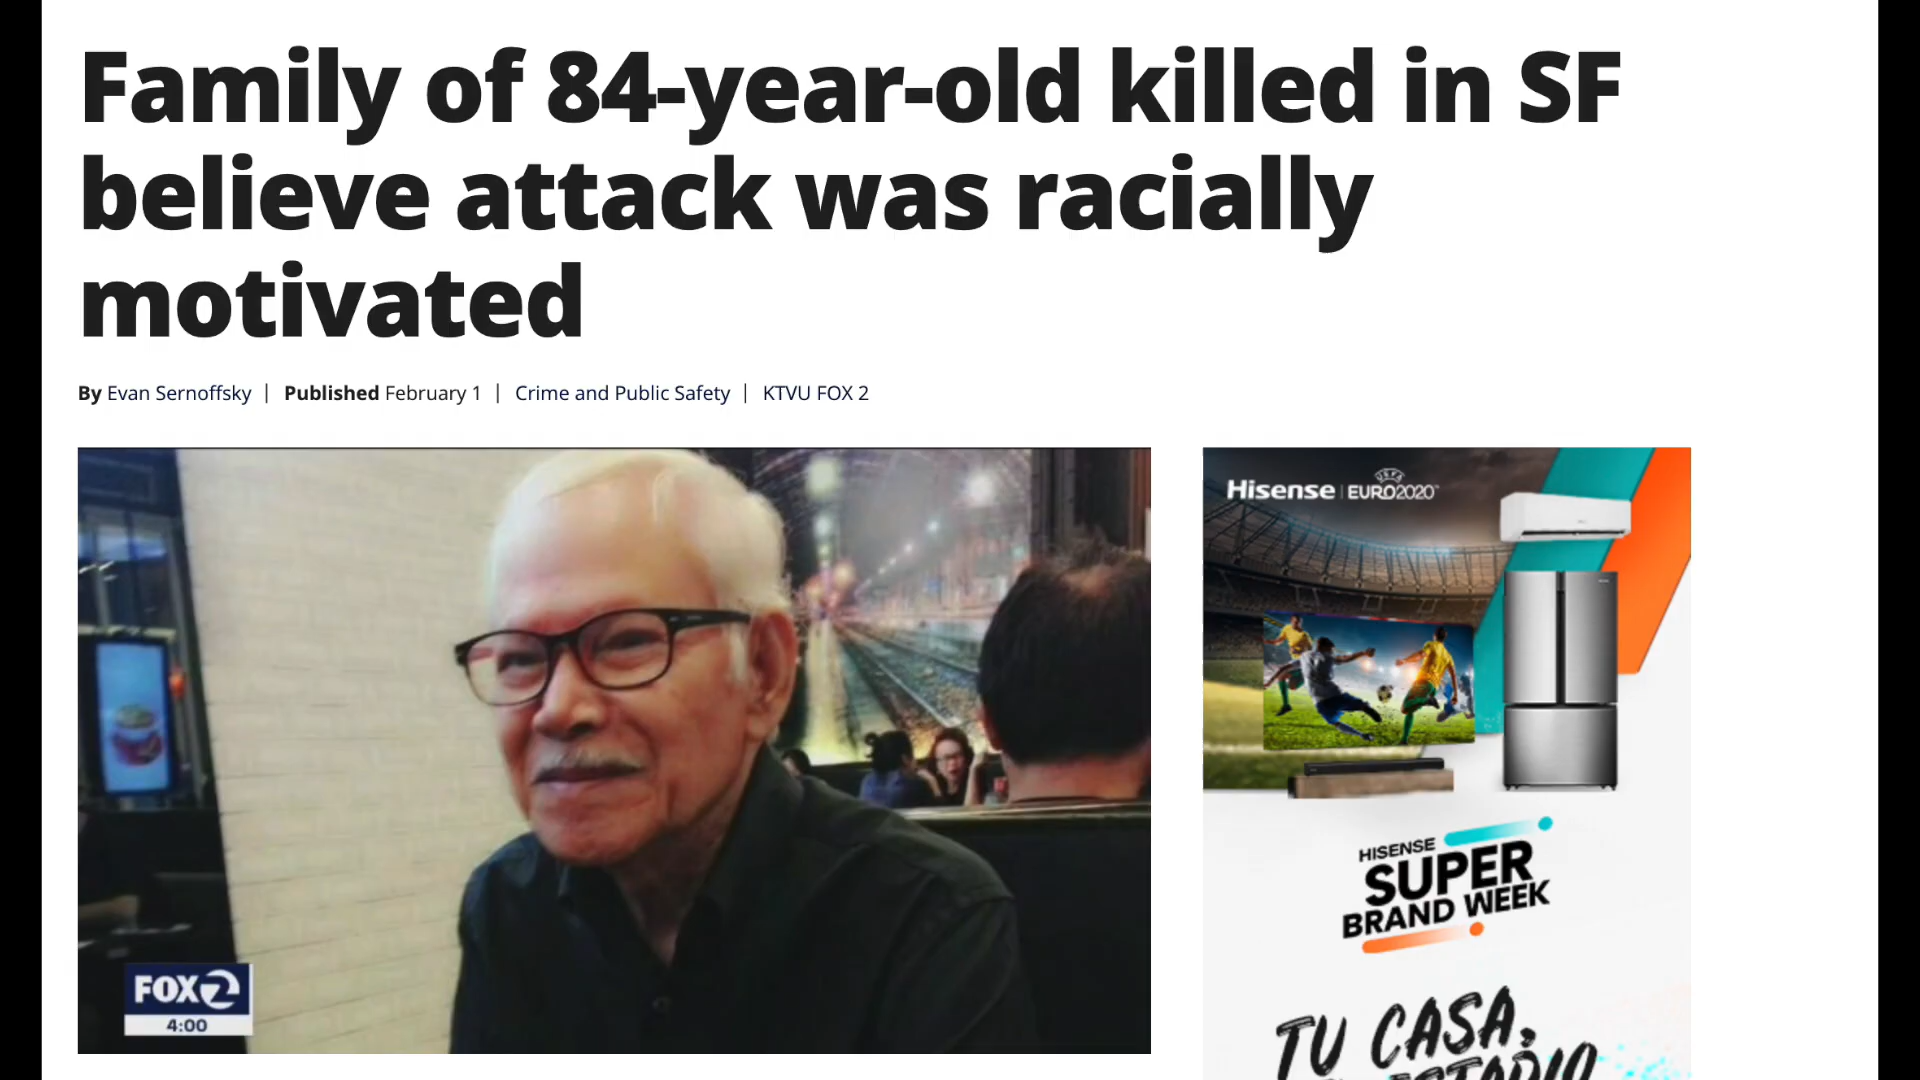 Family of 84-year-old killed in SF
believe attack was racially
motivated
By Evan Sernoffsky | Published February 1 | Crime and Public Safety | KTVU FOX 2
Hisense | UEFA EURO2020
HISENSE
SUPER
BRAND WEEK
TU CASA,
ESTADIO
FOX 2
4:00